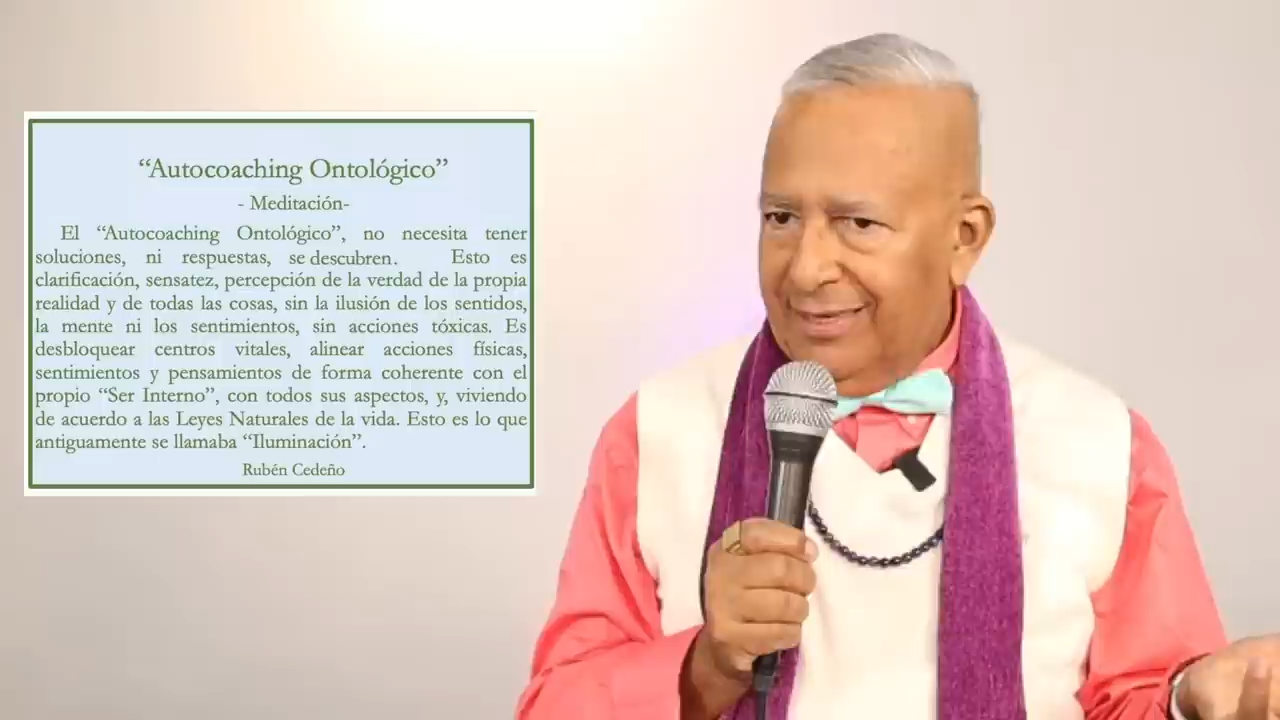 “Autocoaching Ontológico”
- Meditación-
El “Autocoaching Ontológico”, no necesita tener
soluciones, ni respuestas, se descubren. Esto es
clarificación, sensatez, percepción de la verdad de la propia
realidad y de todas las cosas, sin la ilusión de los sentidos,
la mente ni los sentimientos, sin acciones tóxicas. Es
desbloquear centros vitales, alinear acciones físicas,
sentimientos y pensamientos de forma coherente con el
propio “Ser Interno”, con todos sus aspectos, y, viviendo
de acuerdo a las Leyes Naturales de la vida. Esto es lo que
antiguamente se llamaba “Iluminación”.
Rubén Cedeño